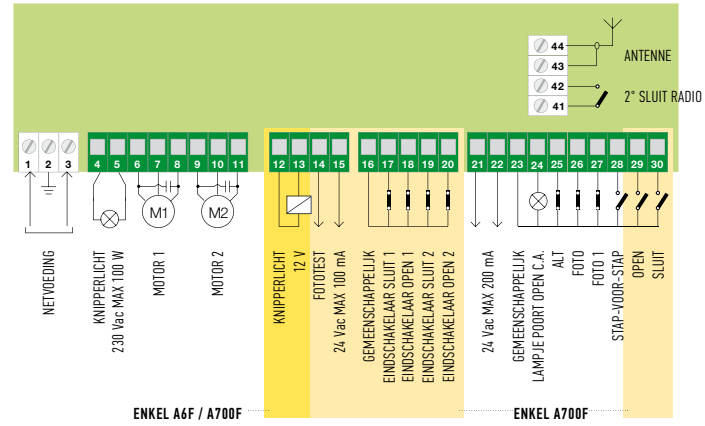 44
ANTENNE
43
42
2° SLUIT RADIO
41
1 2 3 4 5 6 7 8 9 10 11 12 13 14 15 16 17 18 19 20 21 22 23 24 25 26 27 28 29 30
M1
M2
NETVOEDING
KNIPPERLICHT
230 Vac MAX 100 W
MOTOR 1
MOTOR 2
KNIPPERLICHT
12 V
FOTOTEST
24 Vac MAX 100 mA
GEMEENSCHAPPELIJK
EINDSCHAKELAAR SLUIT 1
EINDSCHAKELAAR OPEN 1
EINDSCHAKELAAR SLUIT 2
EINDSCHAKELAAR OPEN 2
24 Vac MAX 200 mA
GEMEENSCHAPPELIJK
LAMPJE POORT OPEN C.A.
ALT
FOTO
FOTO 1
STAP-VOOR-STAP
OPEN
SLUIT
ENKEL A6F / A700F
ENKEL A700F